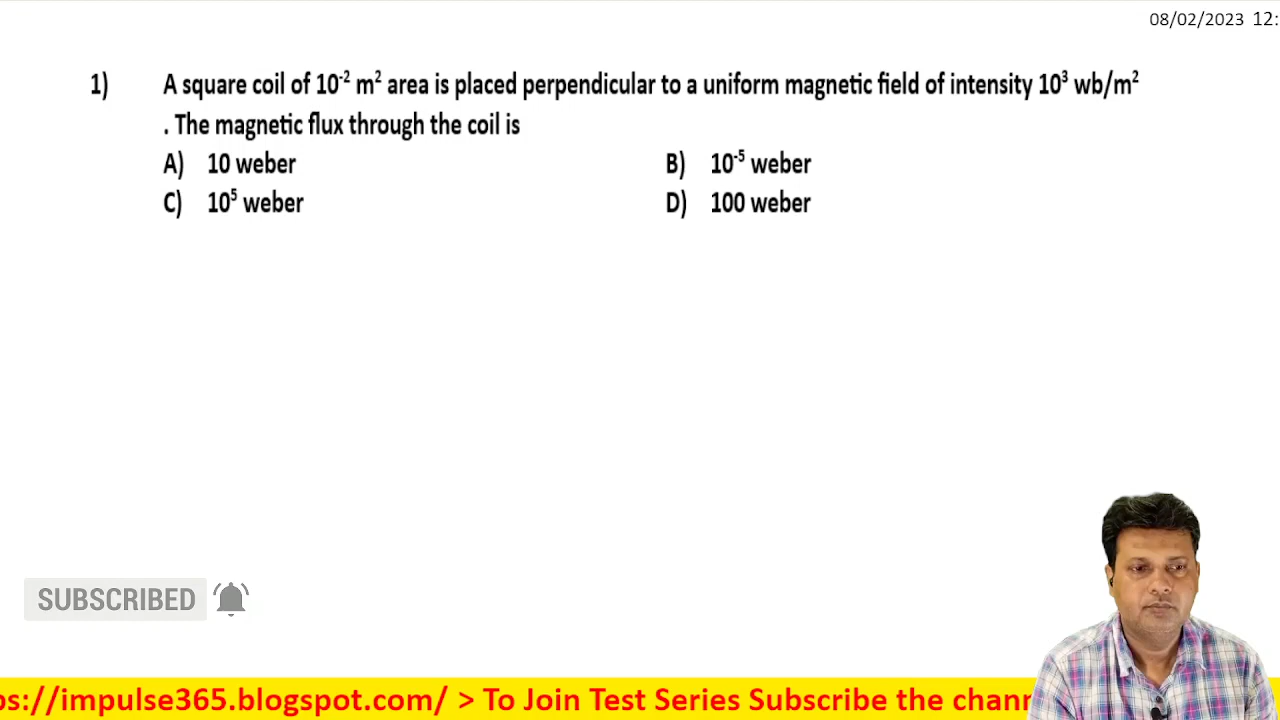 08/02/2023 12:
1) A square coil of 10⁻² m² area is placed perpendicular to a uniform magnetic field of intensity 10³ wb/m²
. The magnetic flux through the coil is
A) 10 weber B) 10⁻⁵ weber
C) 10⁵ weber D) 100 weber
SUBSCRIBED
ps://impulse365.blogspot.com/ > To Join Test Series Subscribe the chann